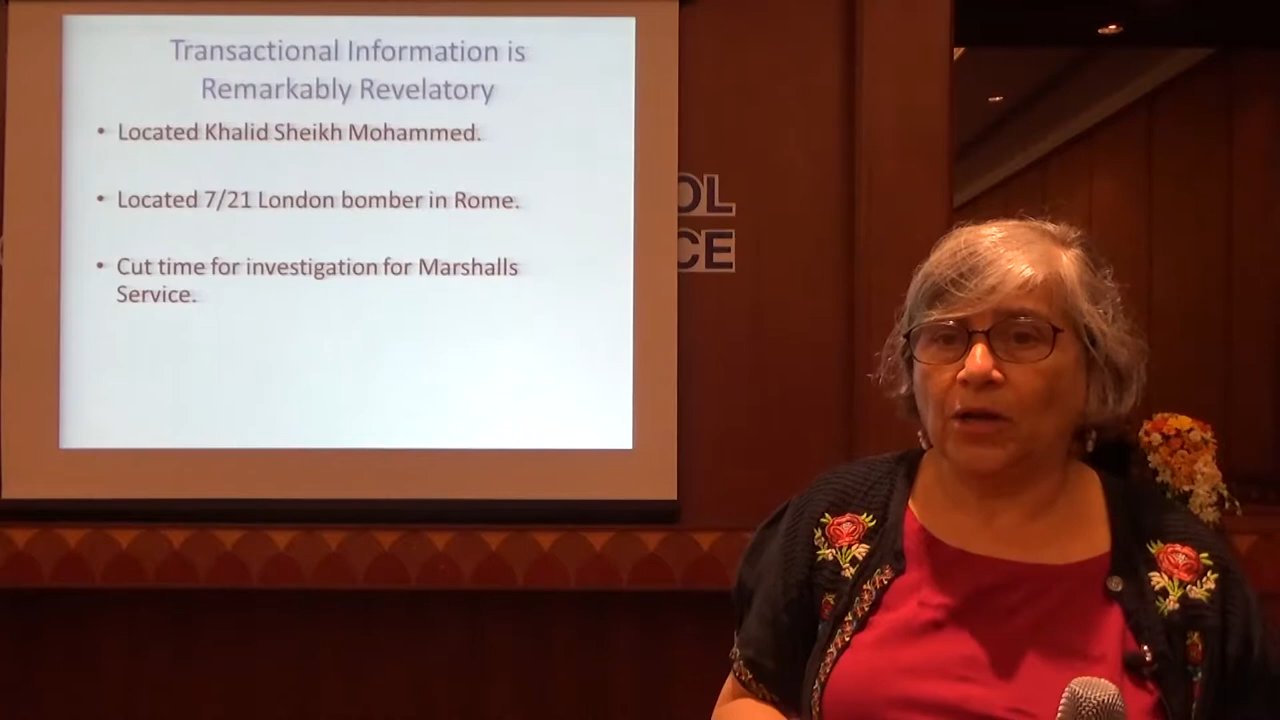 Transactional Information is
Remarkably Revelatory
• Located Khalid Sheikh Mohammed.
• Located 7/21 London bomber in Rome.
• Cut time for investigation for Marshalls
Service.
OL
CE